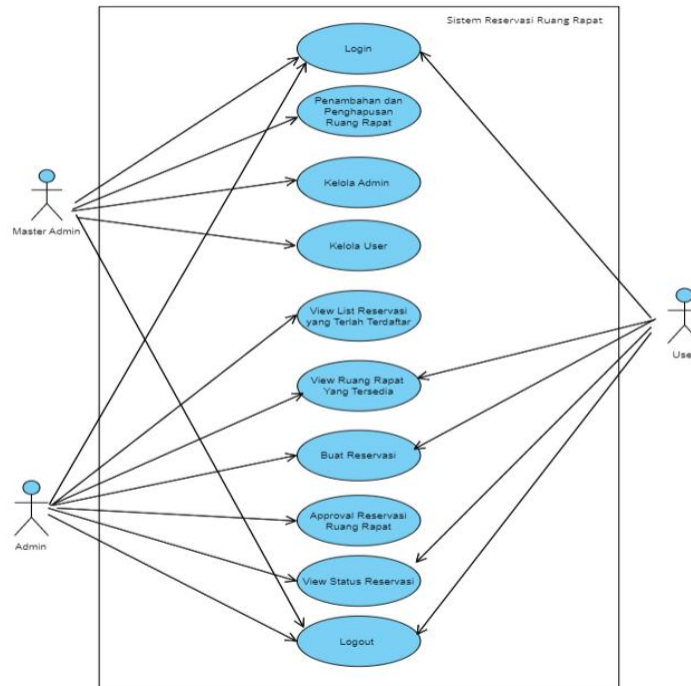 Sistem Reservasi Ruang Rapat
Login
Penambahan dan
Penghapusan
Ruang Rapat
Kelola Admin
Master Admin
Kelola User
View List Reservasi
yang Terlah Terdaftar
User
View Ruang Rapat
Yang Tersedia
Buat Reservasi
Approval Reservasi
Ruang Rapat
Admin
View Status Reservasi
Logout